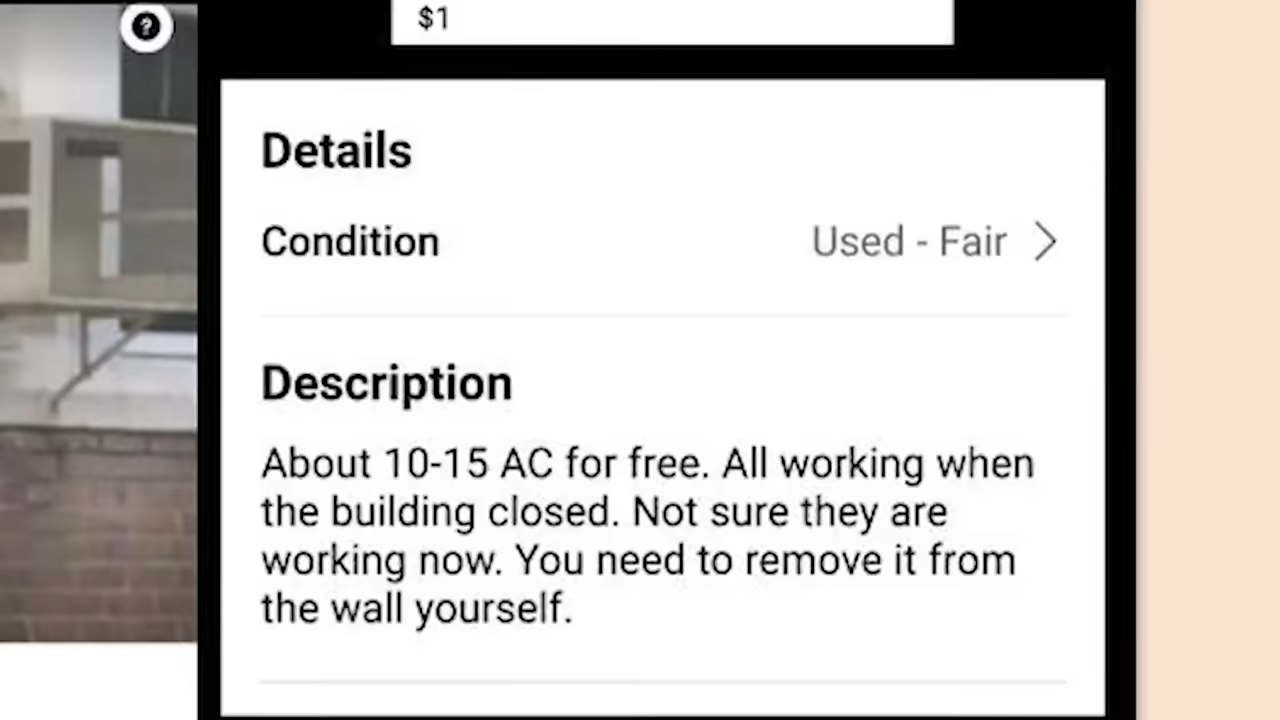 $1
?
Details
Condition
Used - Fair
Description
About 10-15 AC for free. All working when
the building closed. Not sure they are
working now. You need to remove it from
the wall yourself.